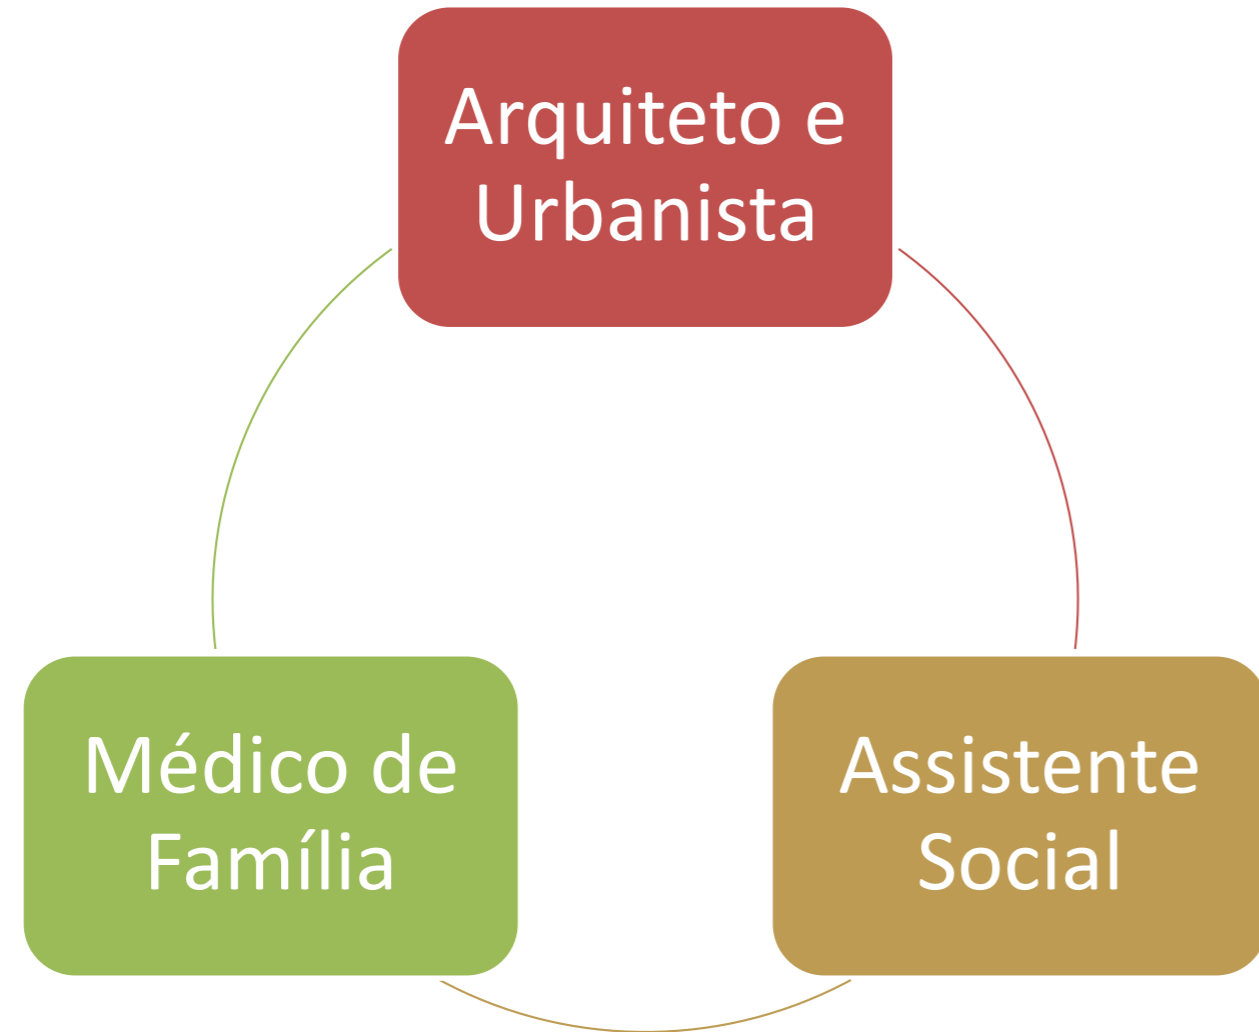 Arquiteto e
Urbanista
Médico de
Família
Assistente
Social